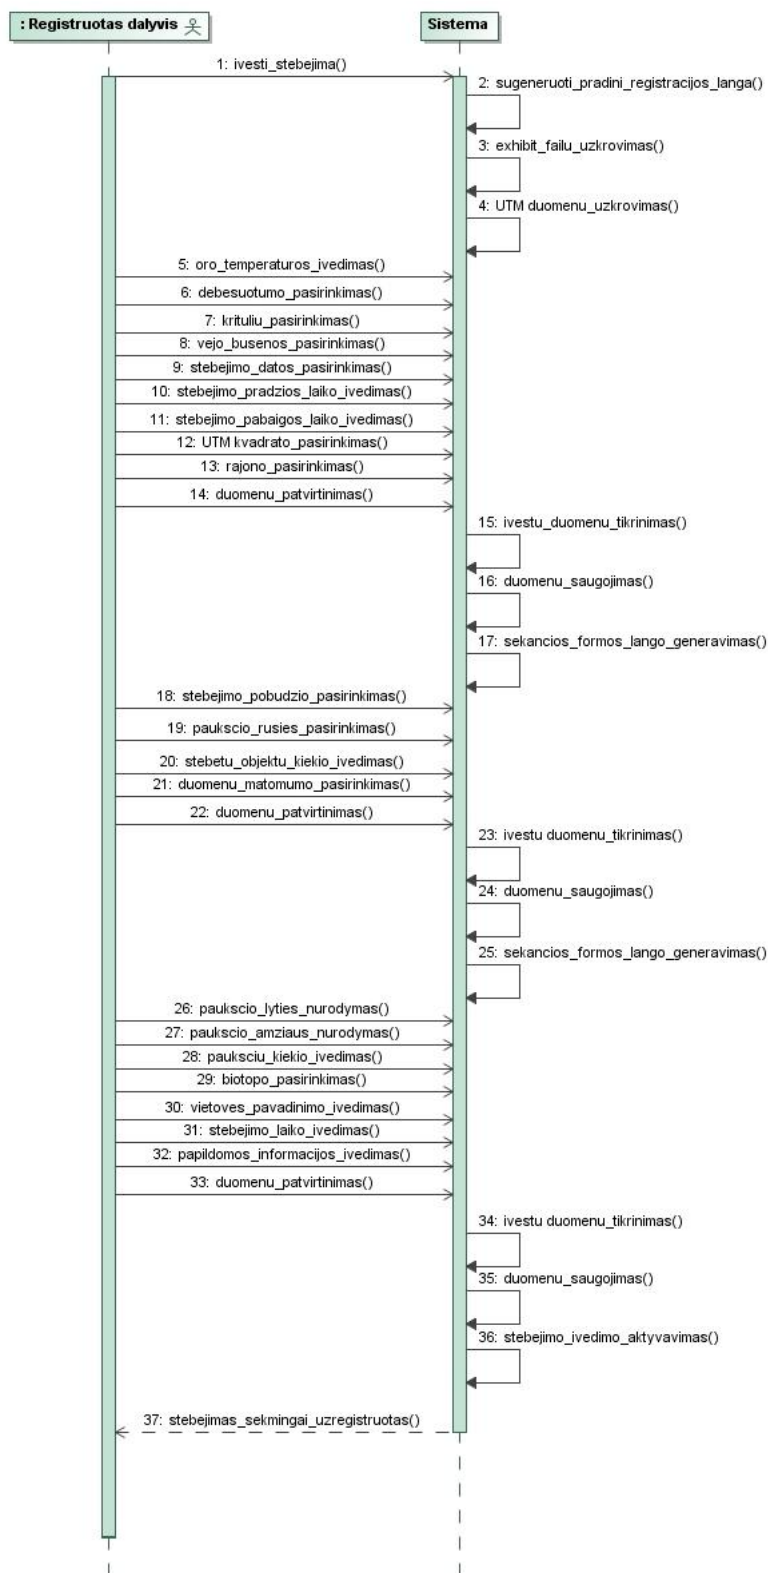 : Registruotas dalyvis
Sistema
1: ivesti_stebejima()
2: sugeneruoti_pradini_registracijos_langa()
3: exhibit_failu_uzkrovimas()
4: UTM duomenu_uzkrovimas()
5: oro_temperaturos_ivedimas()
6: debesuotumo_pasirinkimas()
7: krituliu_pasirinkimas()
8: vejo_busenos_pasirinkimas()
9: stebejimo_datos_pasirinkimas()
10: stebejimo_pradzios_laiko_ivedimas()
11: stebejimo_pabaigos_laiko_ivedimas()
12: UTM kvadrato_pasirinkimas()
13: rajono_pasirinkimas()
14: duomenu_patvirtinimas()
15: ivestu_duomenu_tikrinimas()
16: duomenu_saugojimas()
17: sekancios_formos_lango_generavimas()
18: stebejimo_pobudzio_pasirinkimas()
19: paukscio_rusies_pasirinkimas()
20: stebetu_objektu_kiekio_ivedimas()
21: duomenu_matomumo_pasirinkimas()
22: duomenu_patvirtinimas()
23: ivestu duomenu_tikrinimas()
24: duomenu_saugojimas()
25: sekancios_formos_lango_generavimas()
26: paukscio_lyties_nurodymas()
27: paukscio_amziaus_nurodymas()
28: pauksciu_kiekio_ivedimas()
29: biotopo_pasirinkimas()
30: vietoves_pavadinimo_ivedimas()
31: stebejimo_laiko_ivedimas()
32: papildomos_informacijos_ivedimas()
33: duomenu_patvirtinimas()
34: ivestu duomenu_tikrinimas()
35: duomenu_saugojimas()
36: stebejimo_ivedimo_aktyvavimas()
37: stebejimas_sekmingai_uzregistruotas()